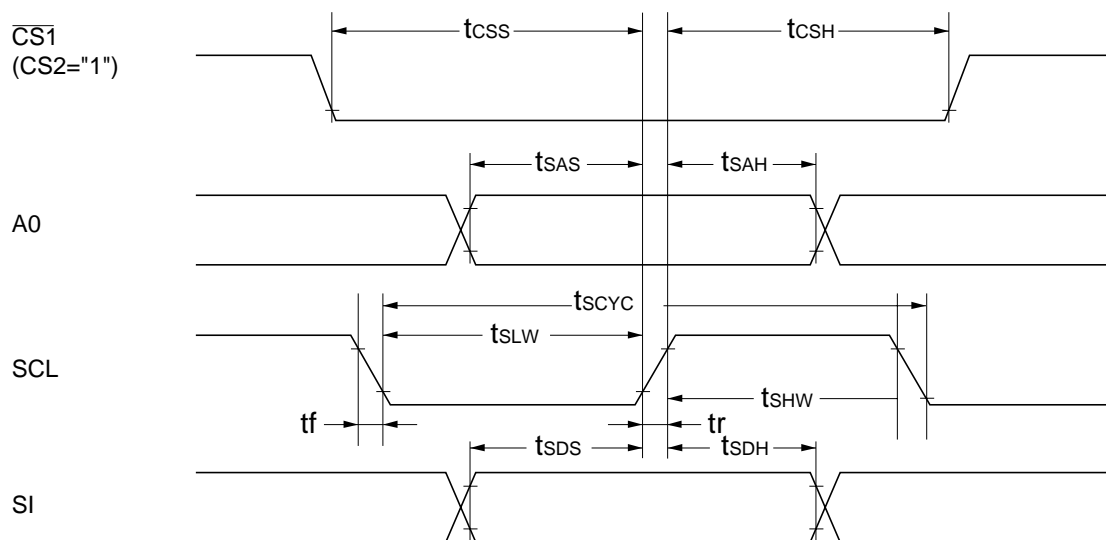 CS1
(CS2="1")
tCSS
tCSH
tSAS
tSAH
A0
tSCYC
tSLW
SCL
tSHW
tf
tr
tSDS
tSDH
SI